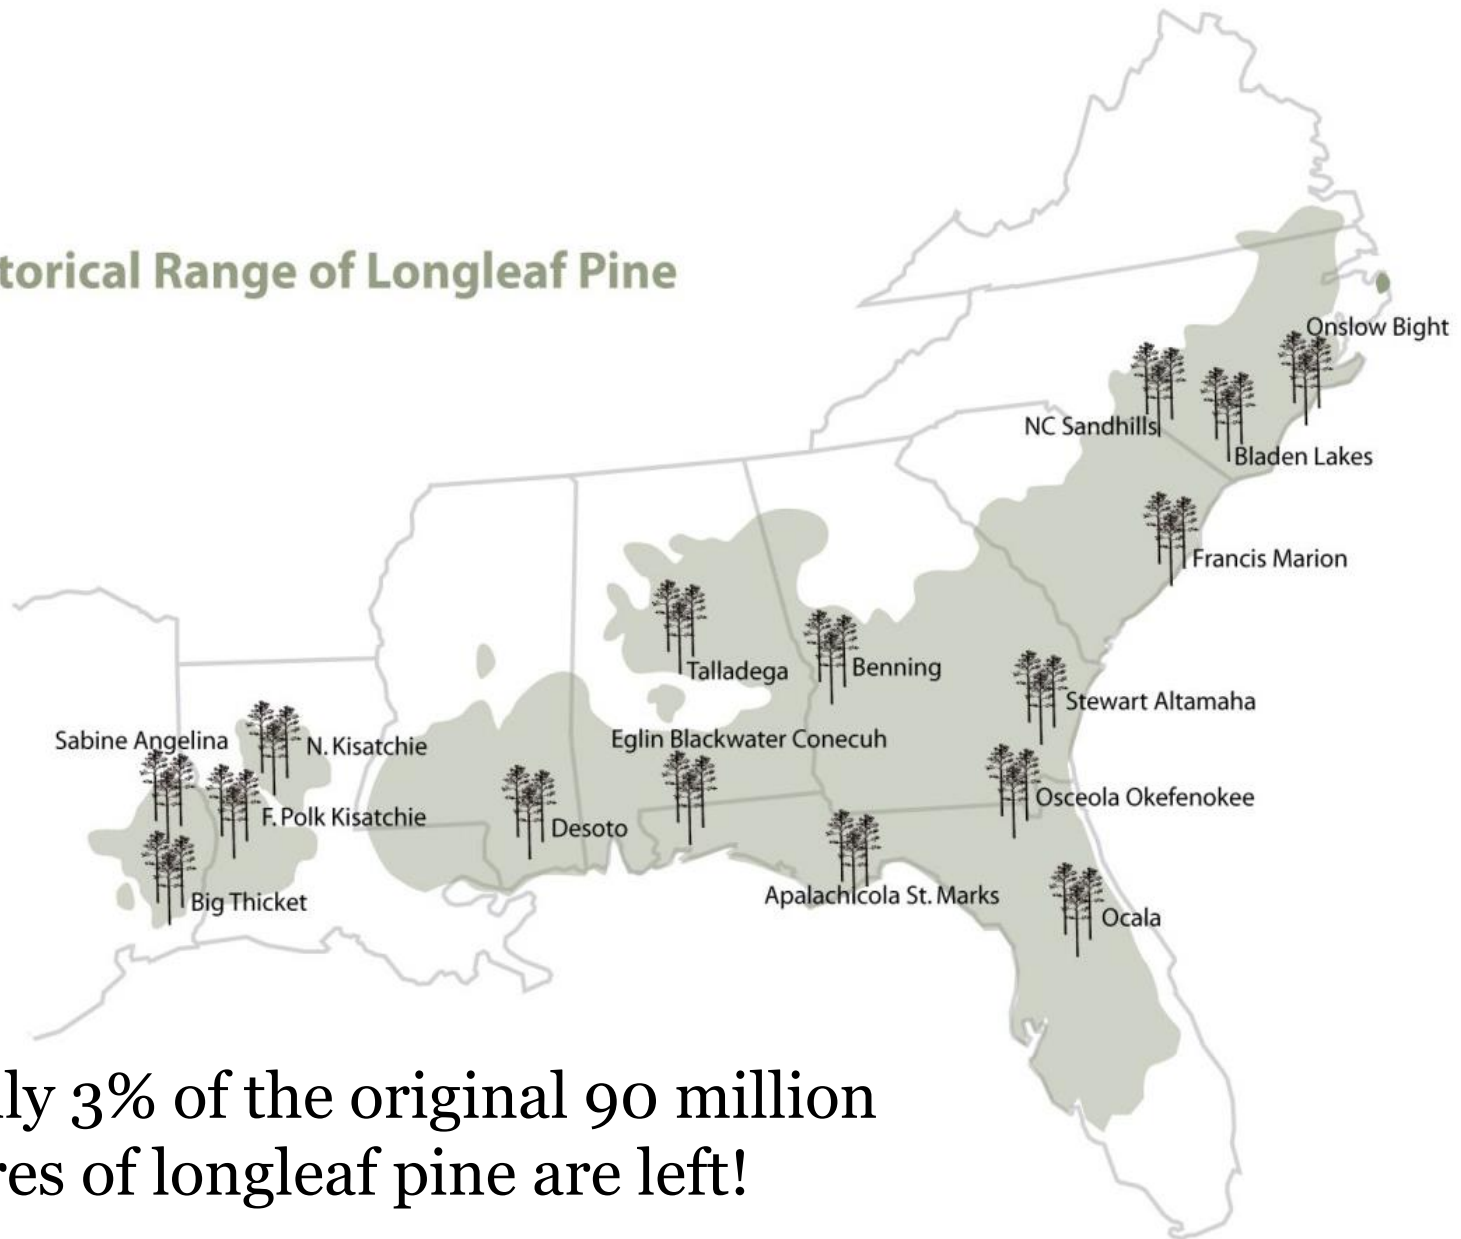 torical Range of Longleaf Pine
Onslow Bight
NC Sandhills
Bladen Lakes
Francis Marion
Talladega
Benning
Stewart Altamaha
Sabine Angelina
N. Kisatchie
Eglin Blackwater Conecuh
Osceola Okefenokee
F. Polk Kisatchie
Desoto
Big Thicket
Apalachicola St. Marks
Ocala
ly 3% of the original 90 million
res of longleaf pine are left!